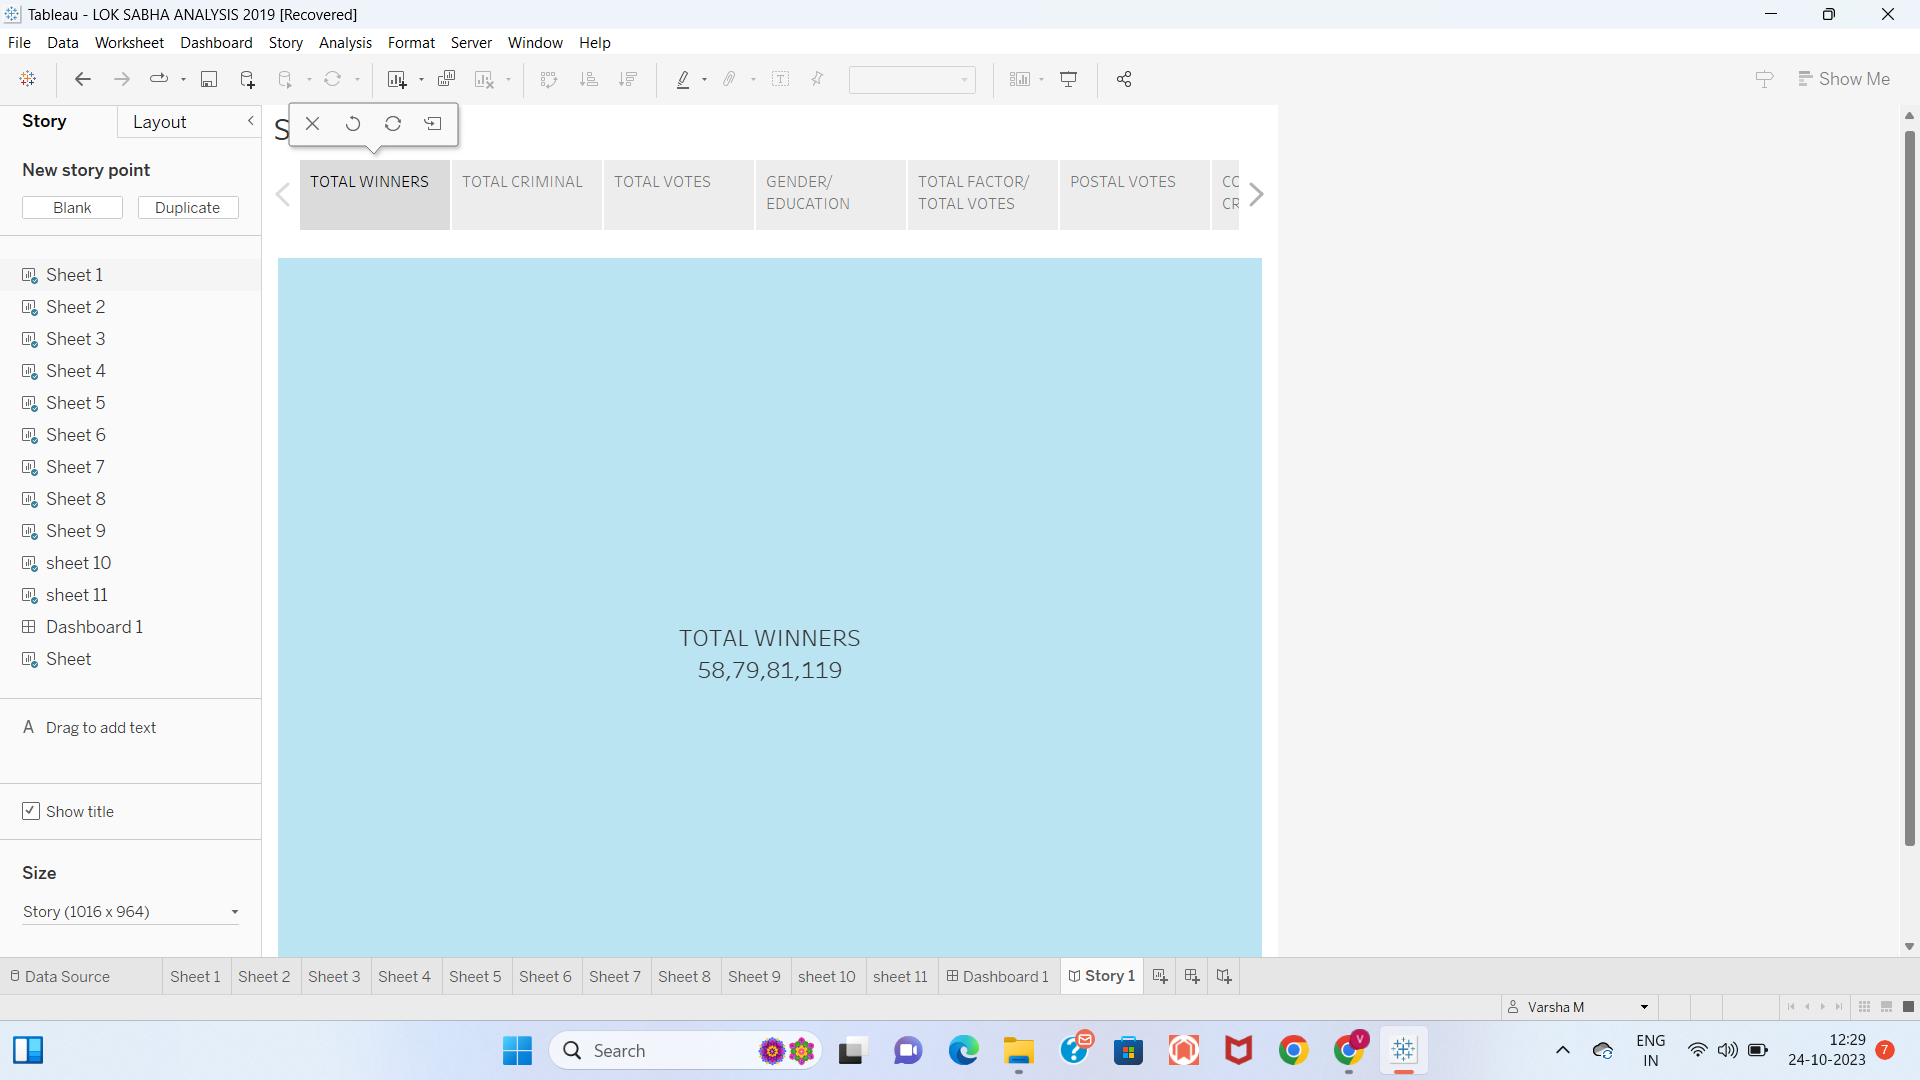 Tableau - LOK SABHA ANALYSIS 2019 [Recovered]
File Data Worksheet Dashboard Story Analysis Format Server Window Help
Show Me
Story Layout
S
New story point
Blank Duplicate
TOTAL WINNERS
TOTAL CRIMINAL
TOTAL VOTES
GENDER/
EDUCATION
TOTAL FACTOR/
TOTAL VOTES
POSTAL VOTES
CO
CR
Sheet 1
Sheet 2
Sheet 3
Sheet 4
Sheet 5
Sheet 6
Sheet 7
Sheet 8
Sheet 9
sheet 10
sheet 11
Dashboard 1
Sheet
A Drag to add text
Show title
Size
Story (1016 x 964)
TOTAL WINNERS
58,79,81,119
Data Source Sheet 1 Sheet 2 Sheet 3 Sheet 4 Sheet 5 Sheet 6 Sheet 7 Sheet 8 Sheet 9 sheet 10 sheet 11 Dashboard 1 Story 1
Varsha M
Search
V
ENG
IN
12:29
24-10-2023
7